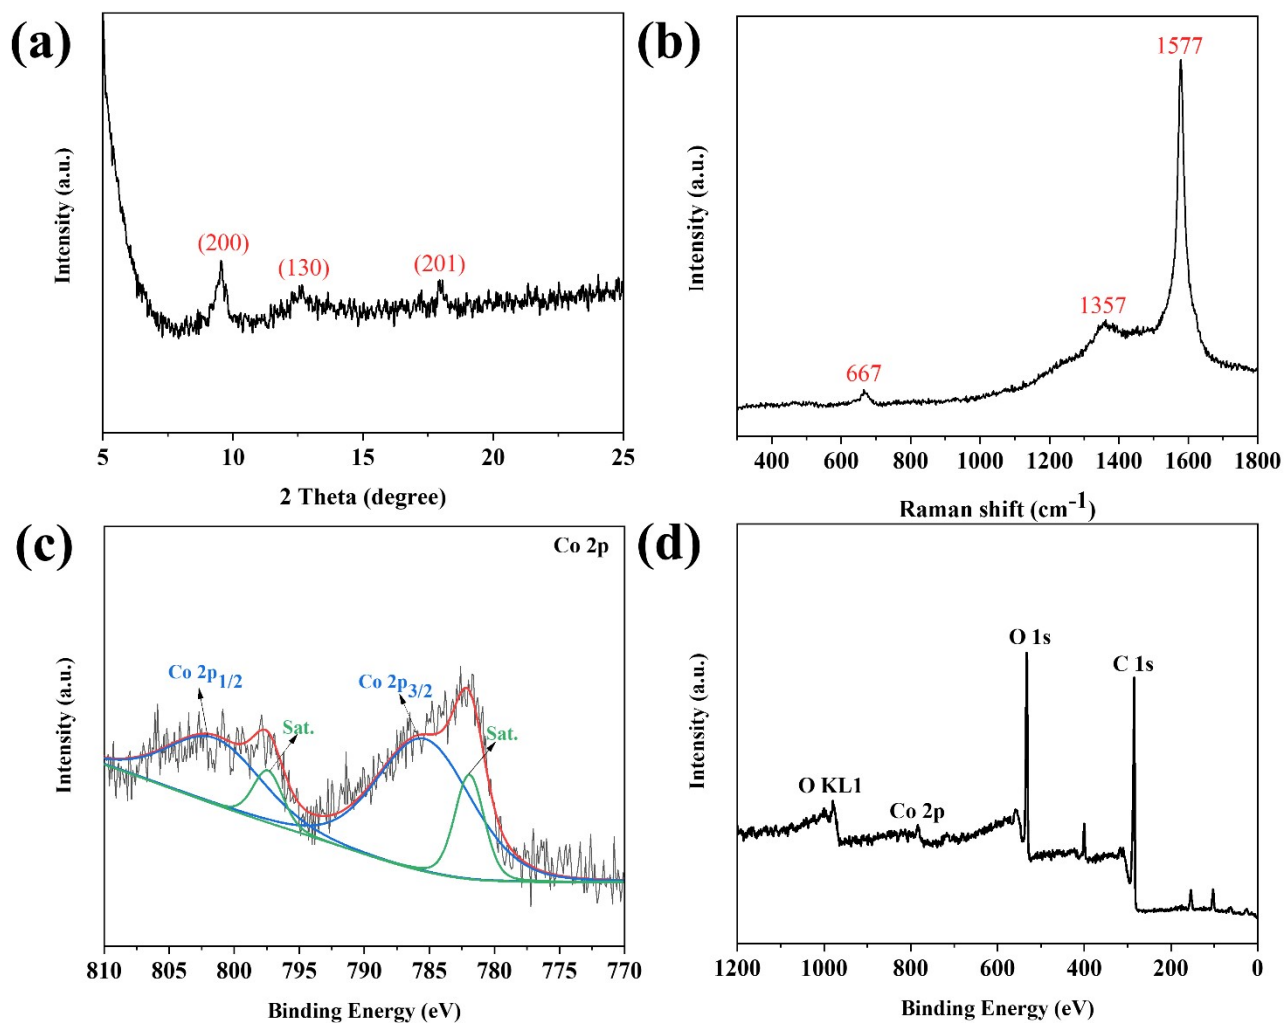 (a)
(200)
(130)
(201)
Intensity (a.u.)
5 10 15 20 25
2 Theta (degree)
(b)
1577
1357
667
Intensity (a.u.)
400 600 800 1000 1200 1400 1600 1800
Raman shift (cm⁻¹)
(c)
Co 2p
Co 2p1/2
Sat.
Co 2p3/2
Sat.
Intensity (a.u.)
810 805 800 795 790 785 780 775 770
Binding Energy (eV)
(d)
O 1s
C 1s
O KL1
Co 2p
Intensity (a.u.)
1200 1000 800 600 400 200 0
Binding Energy (eV)